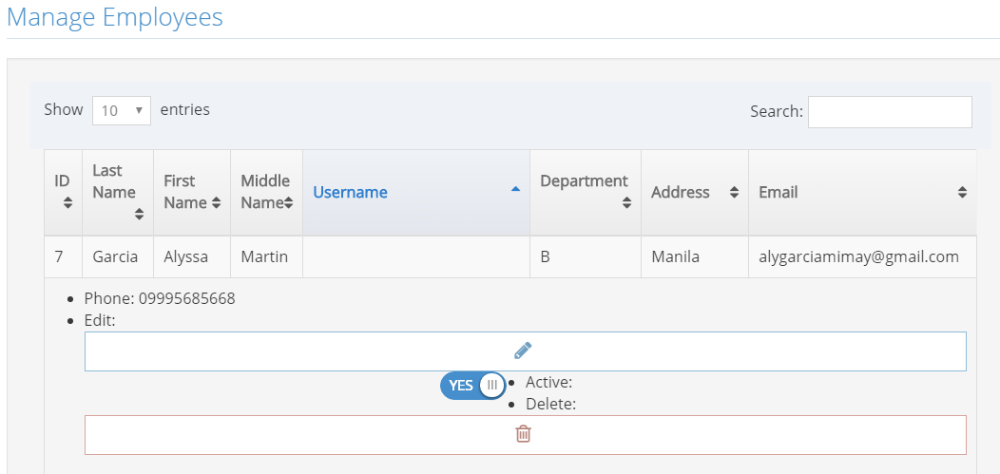 Manage Employees
Show 10 entries
Search:
ID
Last Name
First Name
Middle Name
Username
Department
Address
Email
7 Garcia Alyssa Martin B Manila alygarciamimay@gmail.com
• Phone: 09995685668
• Edit:
YES • Active:
• Delete: